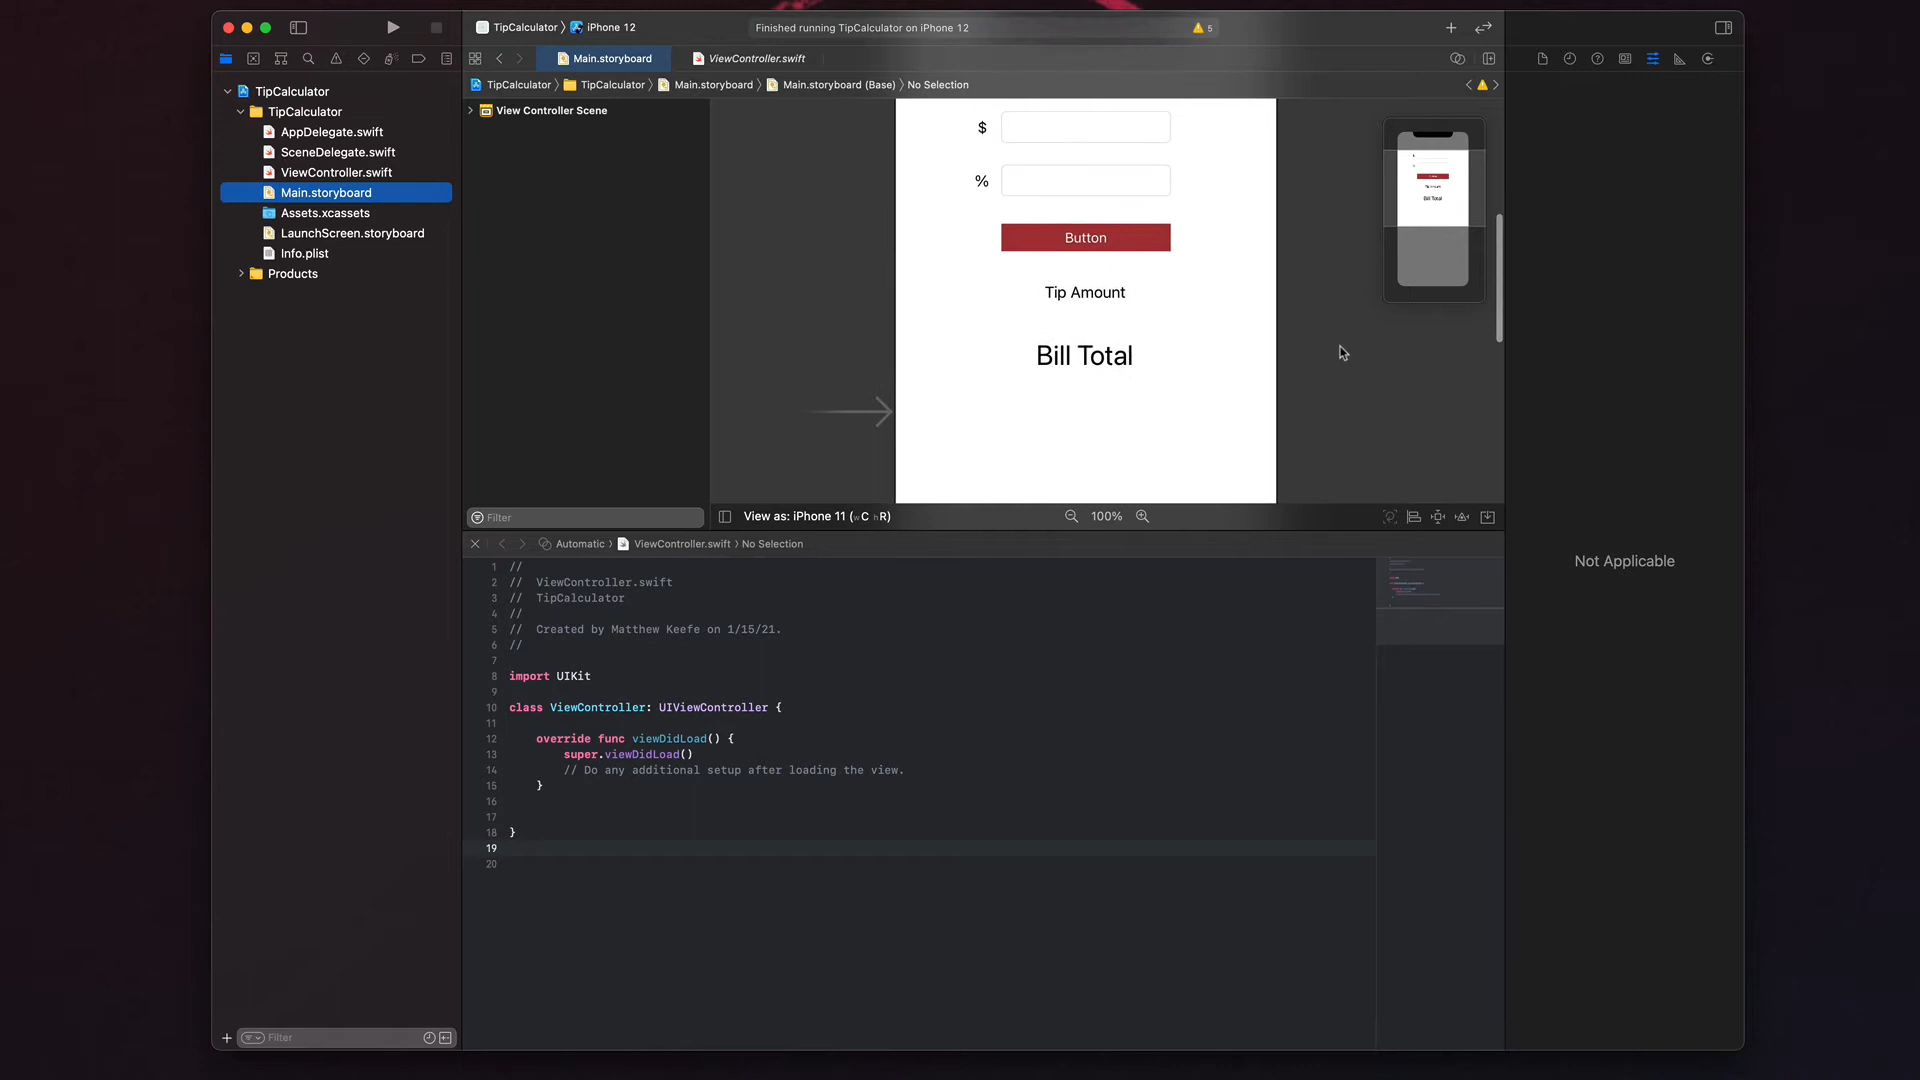 TipCalculator 〉 iPhone 12
Finished running TipCalculator on iPhone 12
5
Main.storyboard
ViewController.swift
TipCalculator 〉 TipCalculator 〉 Main.storyboard 〉 Main.storyboard (Base) 〉 No Selection
TipCalculator
TipCalculator
AppDelegate.swift
SceneDelegate.swift
ViewController.swift
Main.storyboard
Assets.xcassets
LaunchScreen.storyboard
Info.plist
Products
Filter
View Controller Scene
Filter
$
%
Button
Tip Amount
Bill Total
View as: iPhone 11 (wC hR)
100%
Automatic 〉 ViewController.swift 〉 No Selection
1 //
2 //  ViewController.swift
3 //  TipCalculator
4 //
5 //  Created by Matthew Keefe on 1/15/21.
6 //
7
8 import UIKit
9
10 class ViewController: UIViewController {
11
12     override func viewDidLoad() {
13         super.viewDidLoad()
14         // Do any additional setup after loading the view.
15     }
16
17
18 }
19
20
Not Applicable